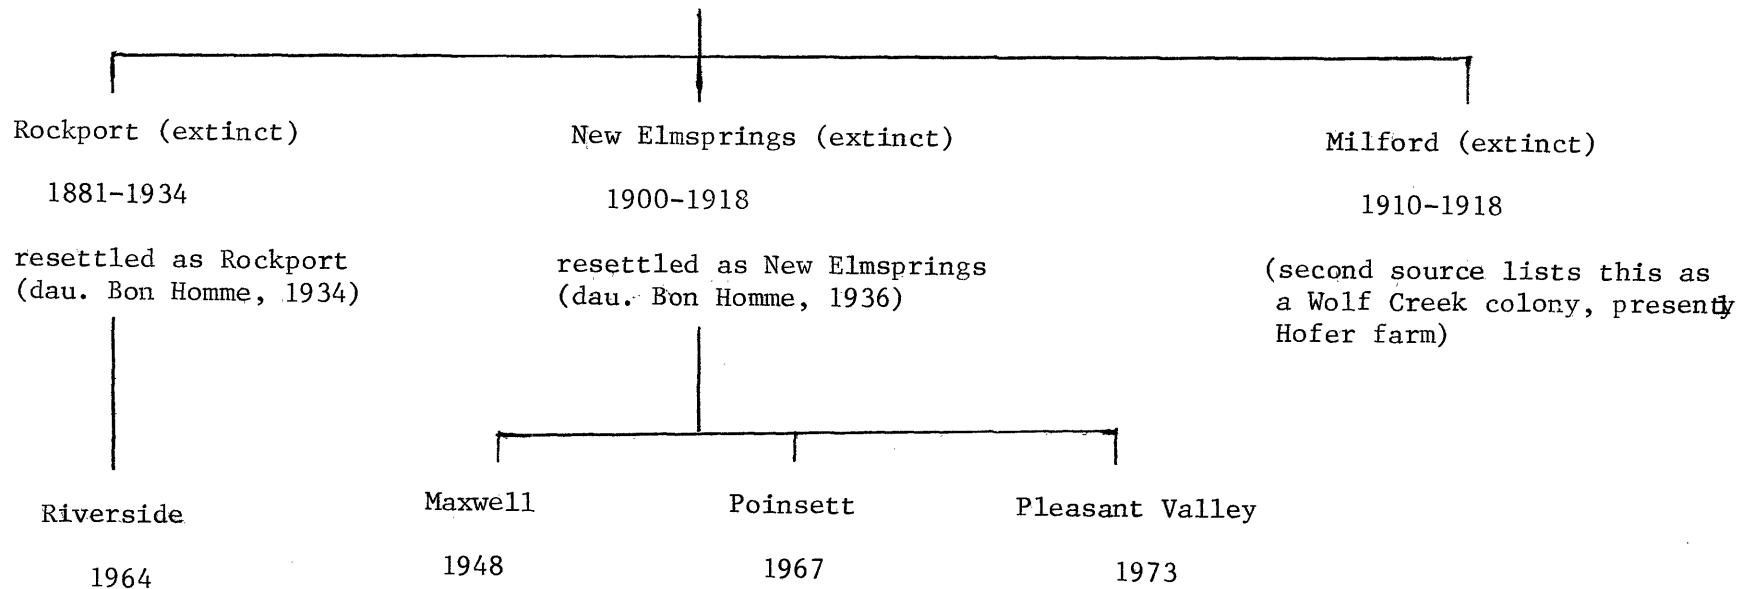 Rockport (extinct)
1881-1934
resettled as Rockport
(dau. Bon Homme, 1934)
New Elmsprings (extinct)
1900-1918
resettled as New Elmsprings
(dau. Bon Homme, 1936)
Milford (extinct)
1910-1918
(second source lists this as
a Wolf Creek colony, presently
Hofer farm)
Riverside
1964
Maxwell
1948
Poinsett
1967
Pleasant Valley
1973